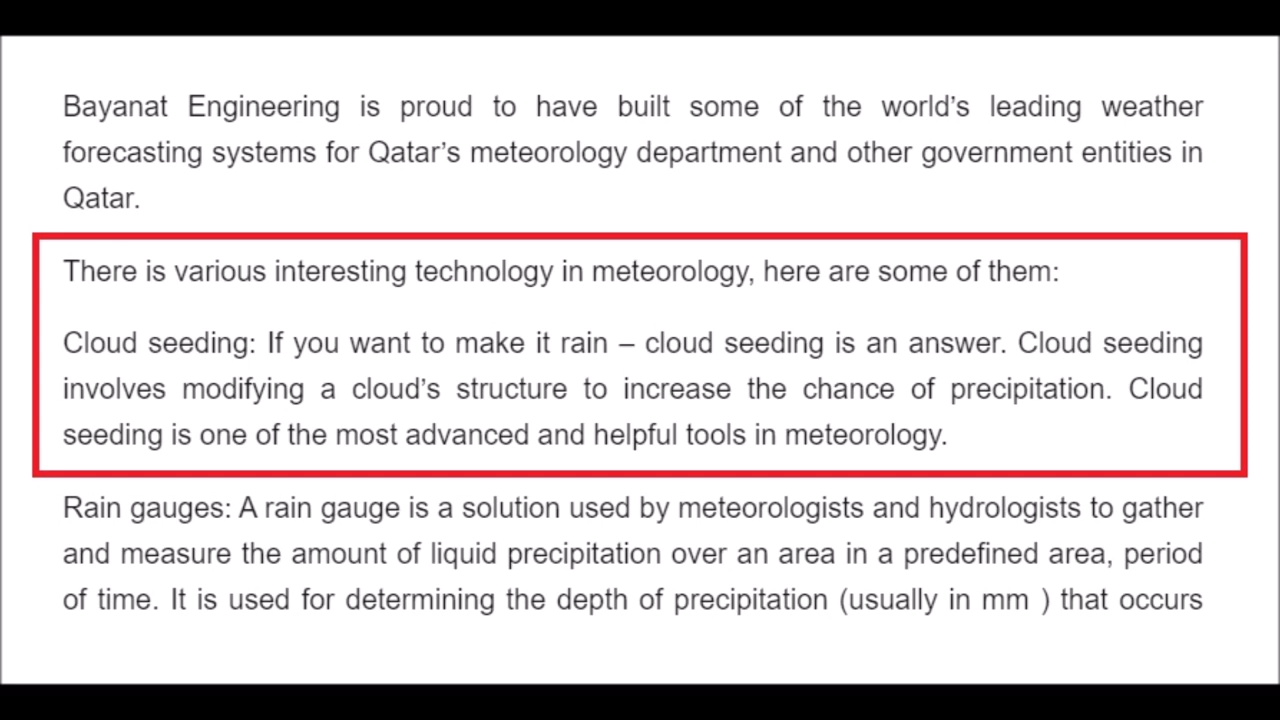 Bayanat Engineering is proud to have built some of the world’s leading weather
forecasting systems for Qatar’s meteorology department and other government entities in
Qatar.
There is various interesting technology in meteorology, here are some of them:
Cloud seeding: If you want to make it rain – cloud seeding is an answer. Cloud seeding
involves modifying a cloud’s structure to increase the chance of precipitation. Cloud
seeding is one of the most advanced and helpful tools in meteorology.
Rain gauges: A rain gauge is a solution used by meteorologists and hydrologists to gather
and measure the amount of liquid precipitation over an area in a predefined area, period
of time. It is used for determining the depth of precipitation (usually in mm ) that occurs